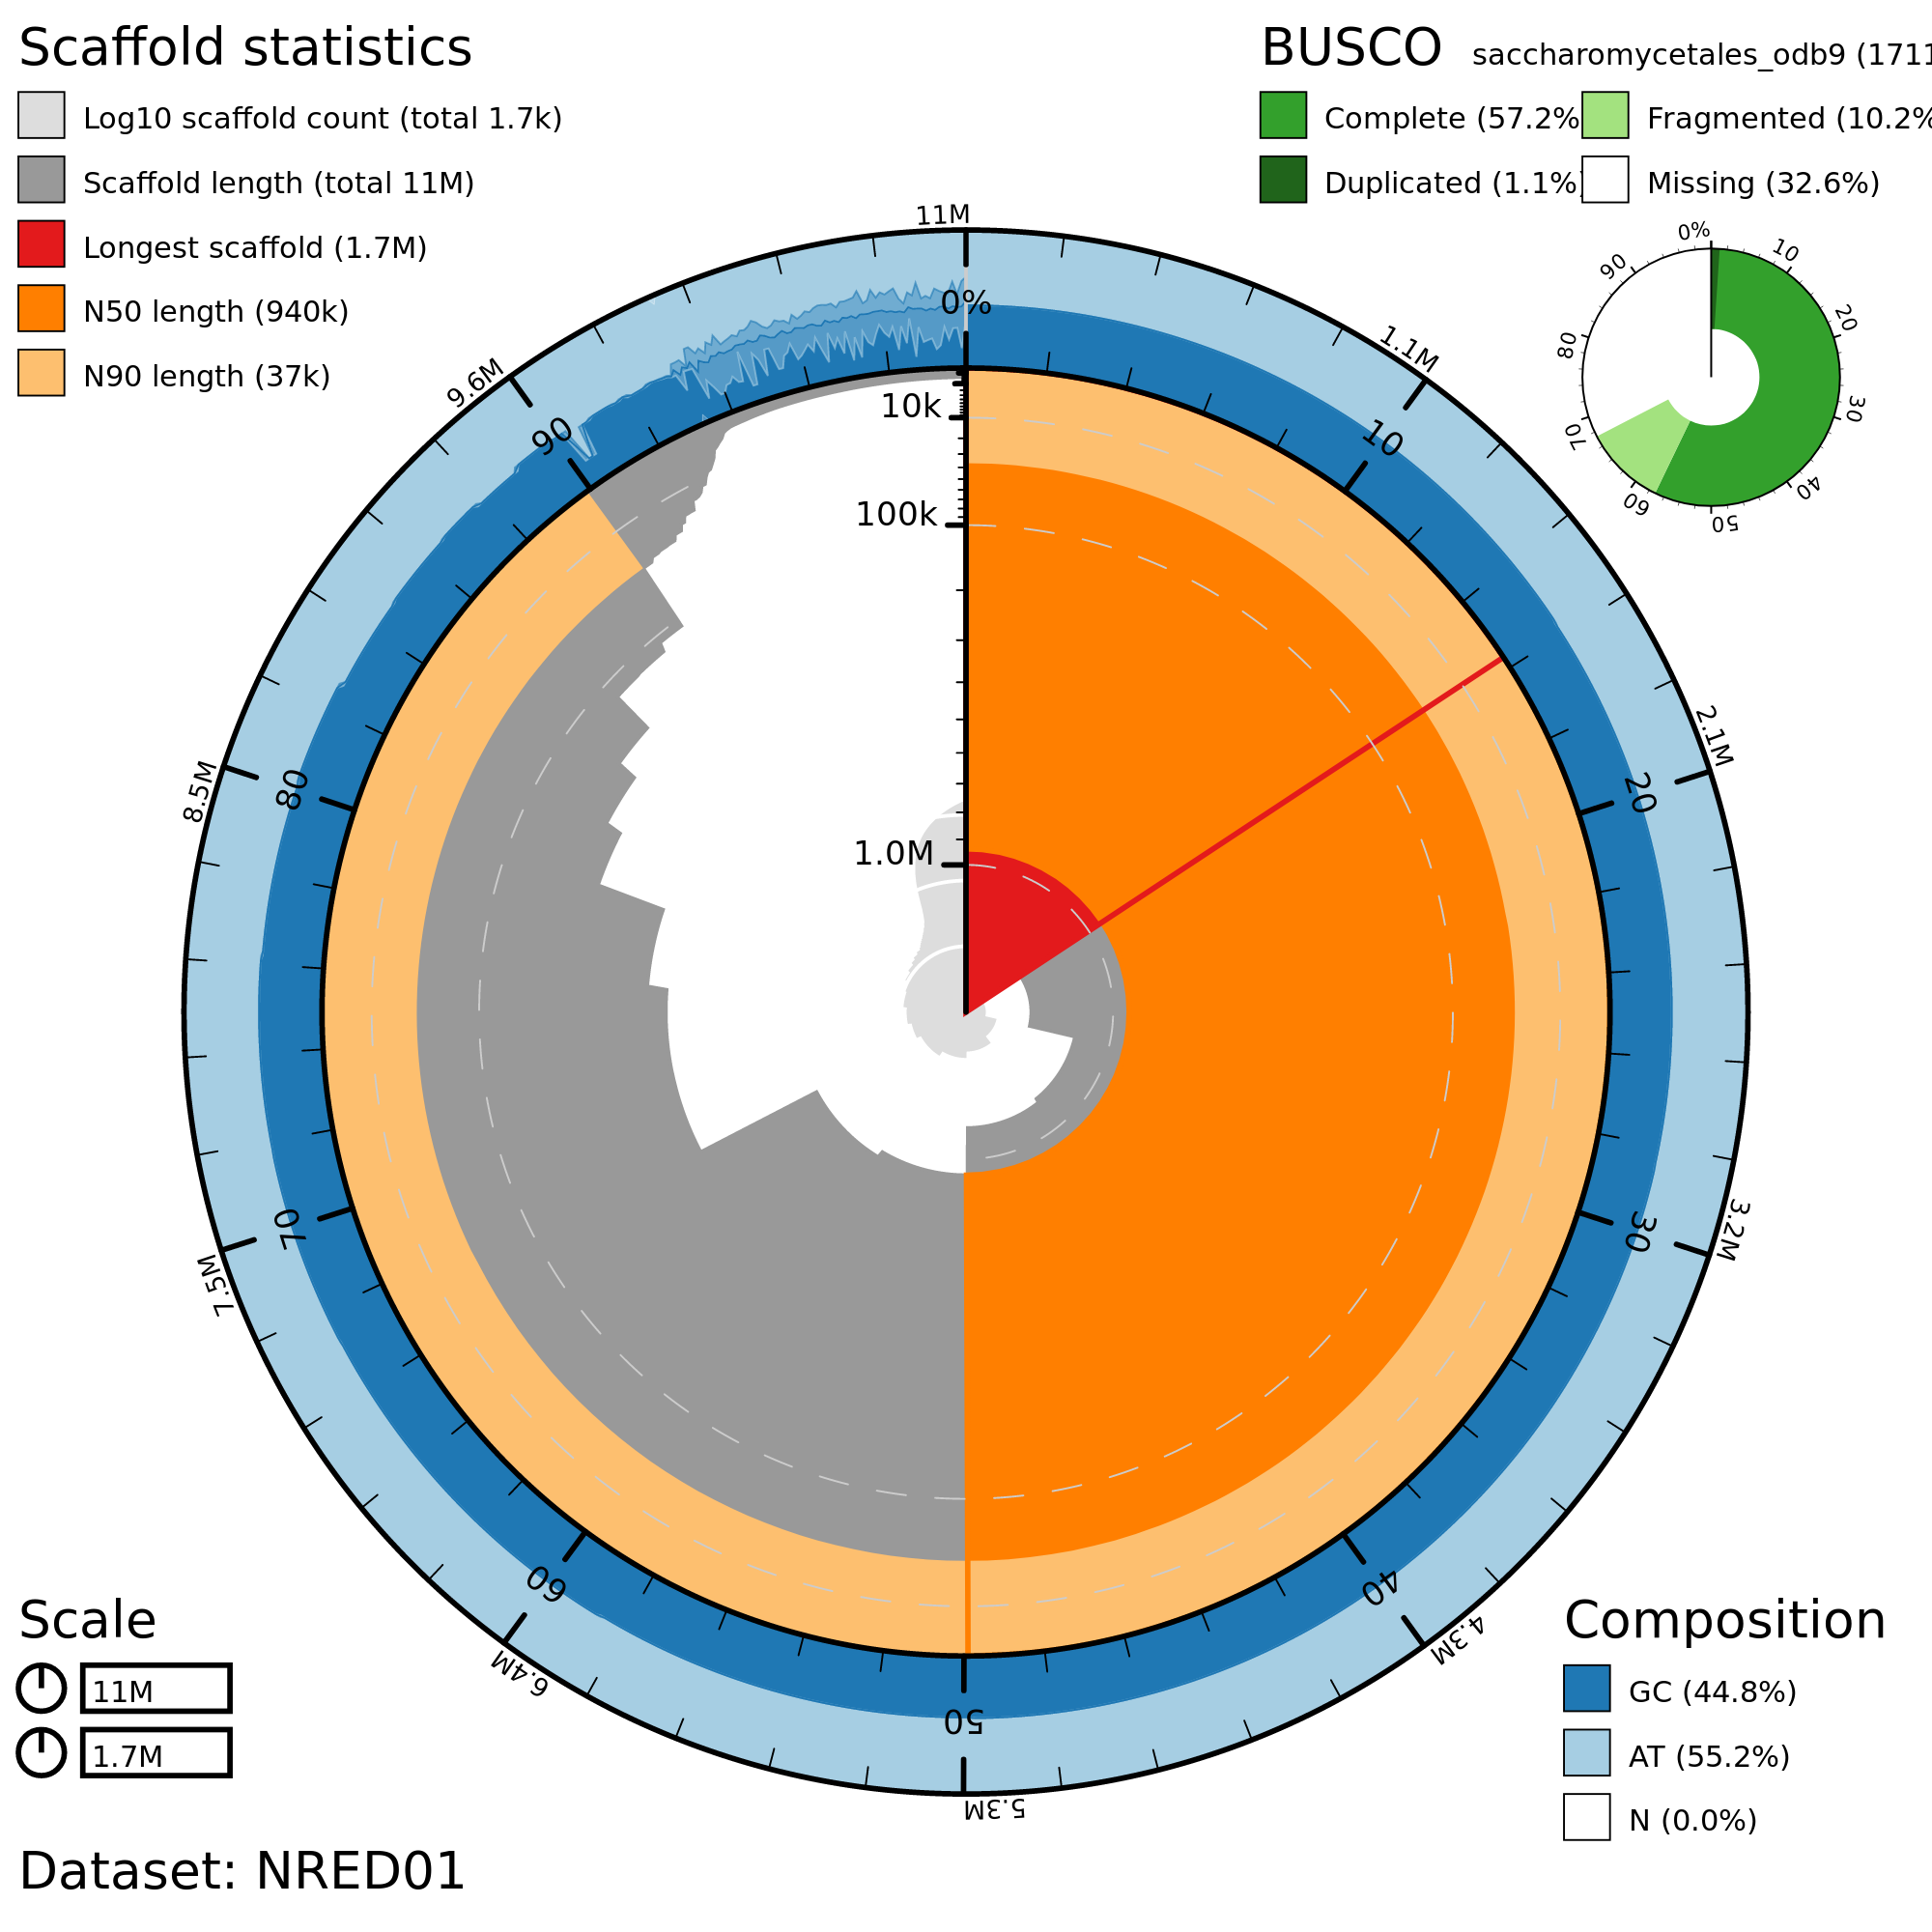 Scaffold statistics
Log10 scaffold count (total 1.7k)
Scaffold length (total 11M)
Longest scaffold (1.7M)
N50 length (940k)
N90 length (37k)
BUSCO saccharomycetales_odb9 (1711
Complete (57.2% Fragmented (10.2%
Duplicated (1.1%) Missing (32.6%)
0%
10
20
30
40
50
60
70
80
90
11M
1.1M
2.1M
3.2M
4.3M
5.3M
6.4M
7.5M
8.5M
9.6M
0%
10
20
30
40
50
60
70
80
90
10k
100k
1.0M
Scale
11M
1.7M
Composition
GC (44.8%)
AT (55.2%)
N (0.0%)
Dataset: NRED01